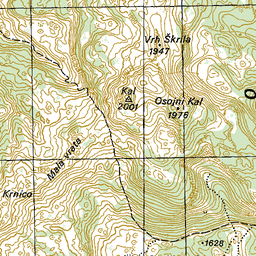 Vrh Škrila
1947
Kal
2001
Osojni Kal
1976
O
Mala vrata
Krnica
1628